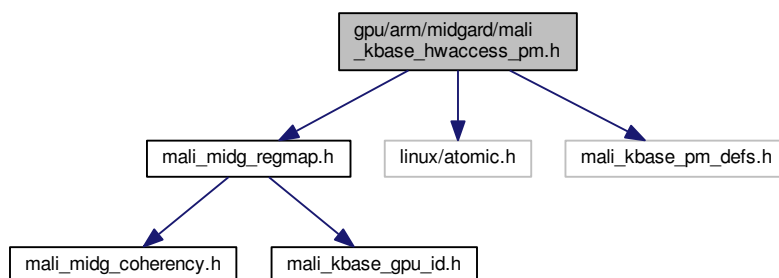 gpu/arm/midgard/mali
_kbase_hwaccess_pm.h
mali_midg_regmap.h
linux/atomic.h
mali_kbase_pm_defs.h
mali_midg_coherency.h
mali_kbase_gpu_id.h